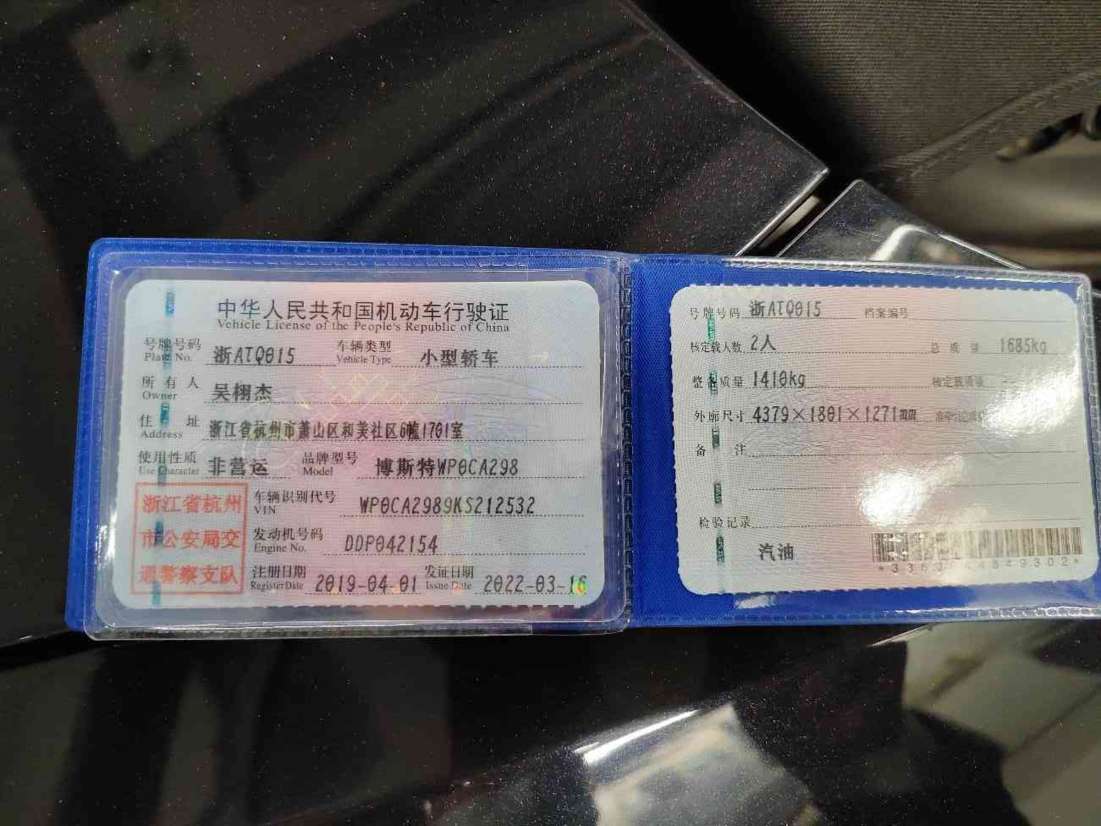 中华人民共和国机动车行驶证
Vehicle License of the People's Republic of China
号牌号码 浙ATQ015 车辆类型 小型轿车
Plate No. Vehicle Type
所有人 吴栩杰
Owner
住址 浙江省杭州市萧山区和美社区6幢1701室
Address
使用性质 非营运 品牌型号 博斯特WP0CA298
Use Character Model
浙江省杭州
市公安局交
通警察支队
车辆识别代号 WP0CA2989KS212532
VIN
发动机号码 DDP042154
Engine No.
注册日期 2019-04-01 发证日期 2022-03-16
Register Date Issue Date
号牌号码 浙ATQ015 档案编号
核定载人数 2人 总质量 1685kg
整备质量 1410kg 核定载质量
外廓尺寸 4379×1801×1271mm
备注
检验记录
汽油